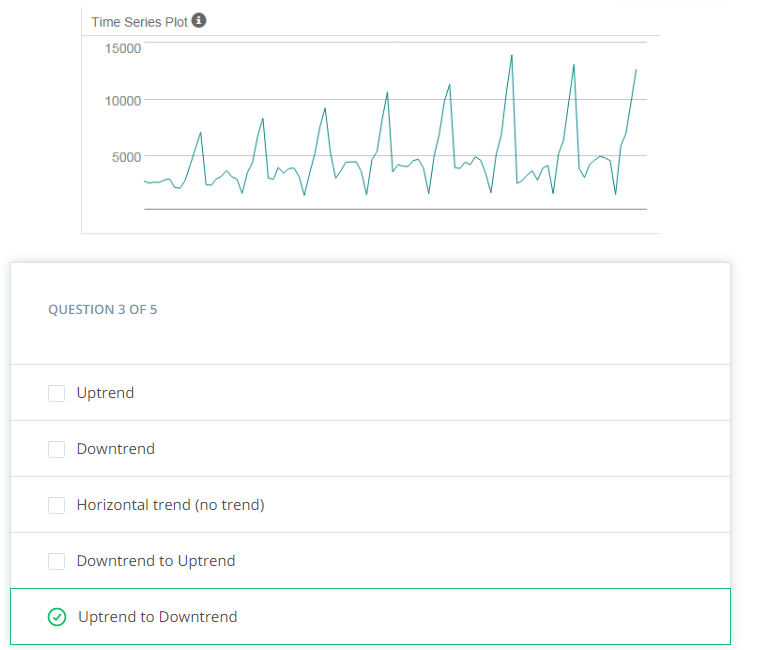 Time Series Plot
15000
10000
5000
QUESTION 3 OF 5
Uptrend
Downtrend
Horizontal trend (no trend)
Downtrend to Uptrend
Uptrend to Downtrend